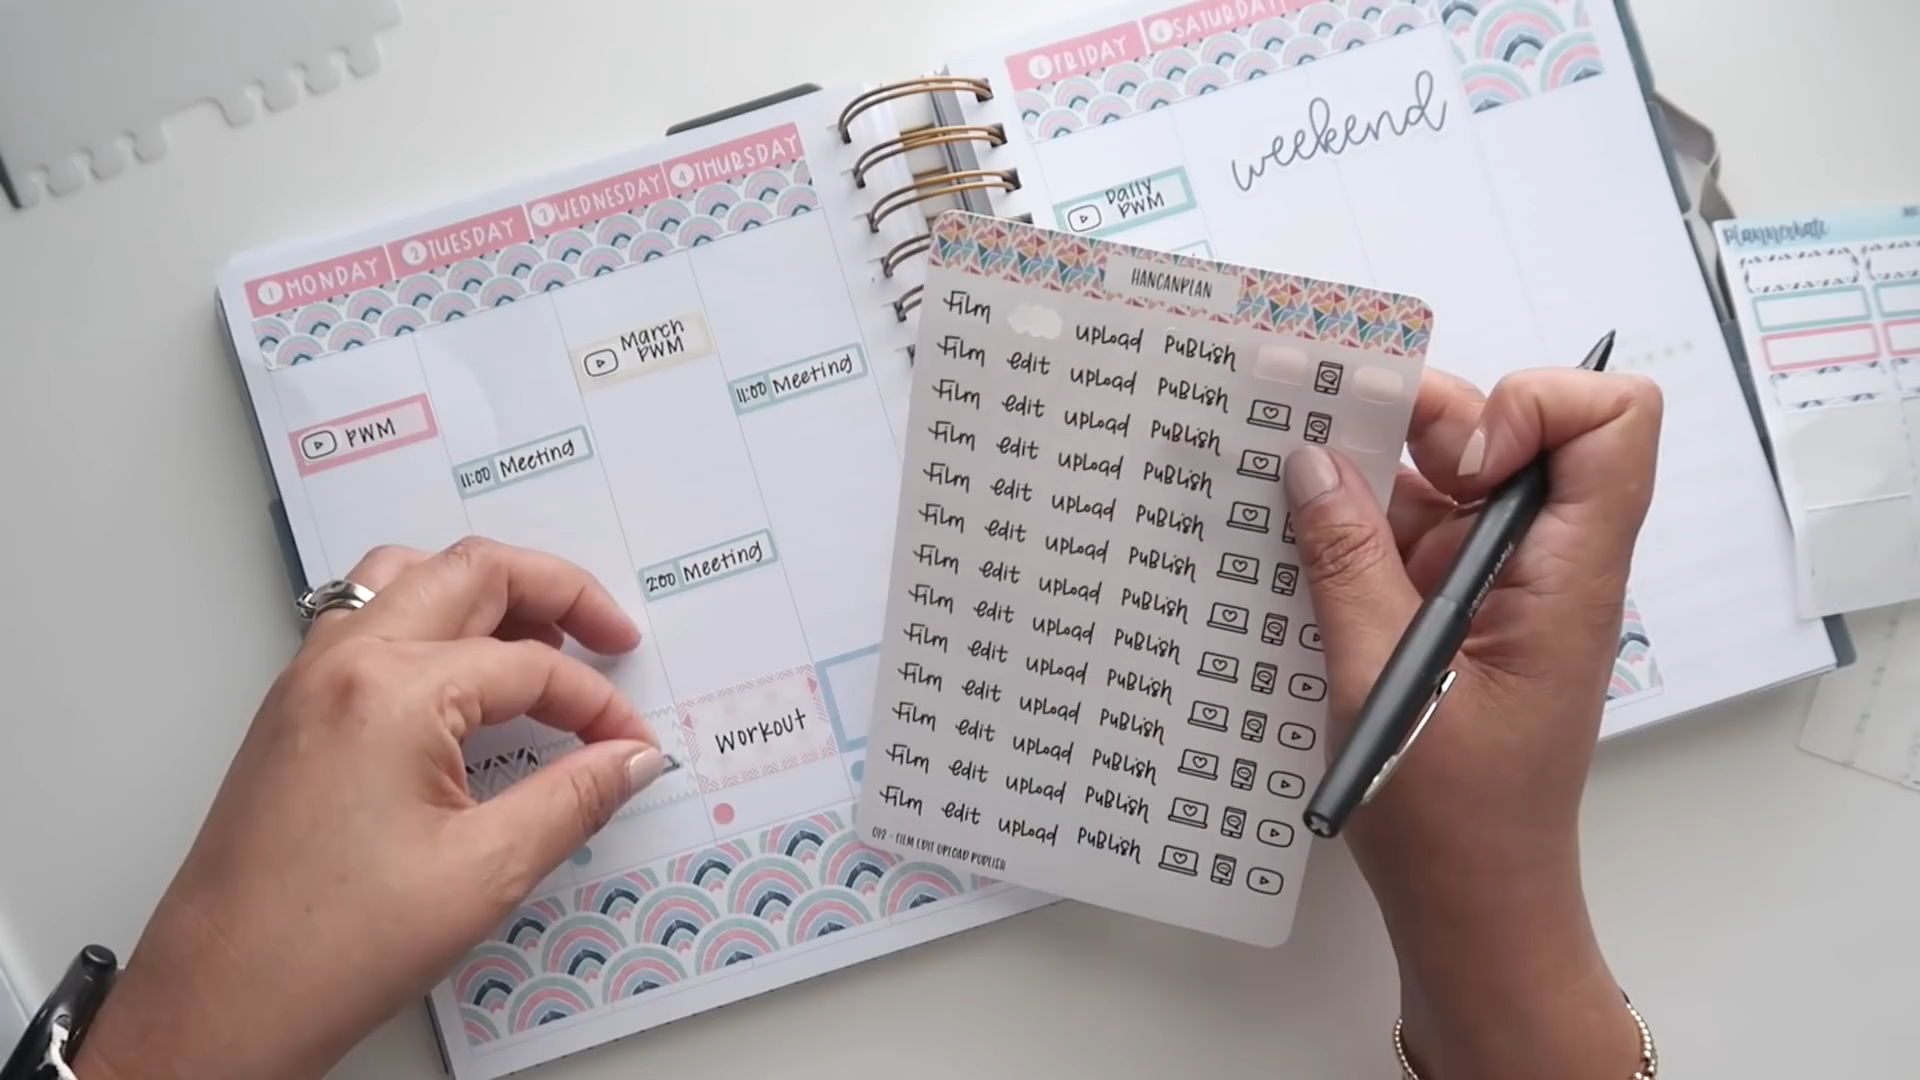 1 MONDAY
2 TUESDAY
3 WEDNESDAY
4 THURSDAY
5 FRIDAY
6 SATURDAY
weekend
Daily
PWM
March
PWM
PWM
11:00 Meeting
11:00 Meeting
2:00 Meeting
Workout
plannerkate
HANCANPLAN
Film upload PUBlish
Film edit upload PUBlish
Film edit upload PUBlish
Film edit upload PUBlish
Film edit upload PUBlish
Film edit upload PUBlish
Film edit upload PUBlish
Film edit upload PUBlish
Film edit upload PUBlish
Film edit upload PUBlish
Film edit upload PUBlish
Film edit upload PUBlish
Film edit upload PUBlish
OP2 - FILM EDIT UPLOAD PUBLISH